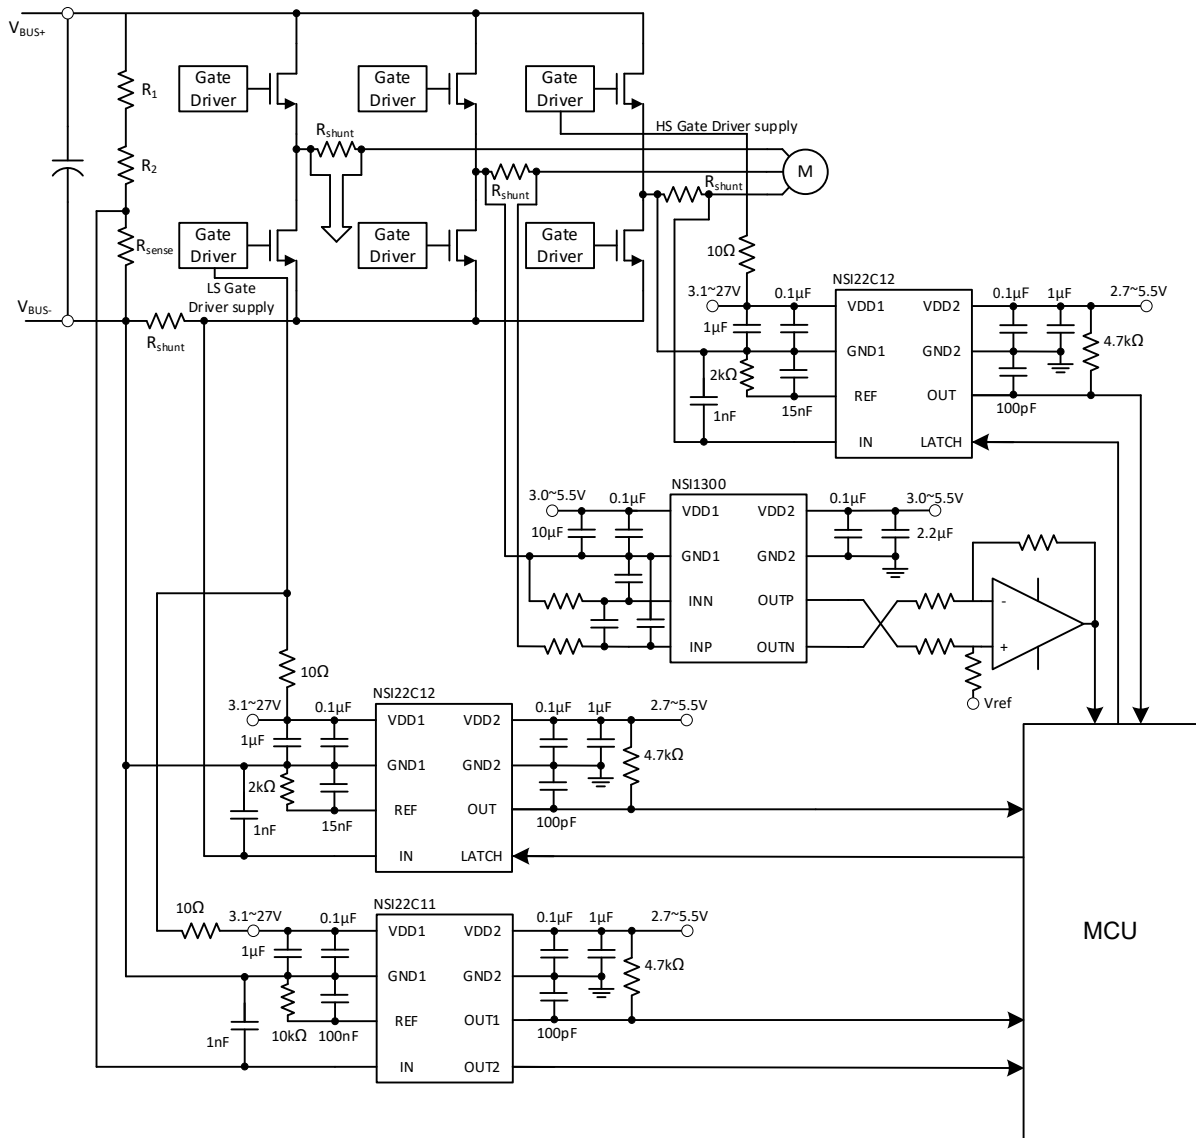 V BUS+
R1
R2
Rsense
V BUS-
Rshunt
Gate
Driver
Gate
Driver
Gate
Driver
HS Gate Driver supply
Rshunt
Rshunt
Rshunt
M
Gate
Driver
Gate
Driver
Gate
Driver
LS Gate
Driver supply
10Ω
NSI22C12
3.1~27V
0.1µF
1µF
2kΩ
1nF
15nF
VDD1
VDD2
GND1
GND2
REF
OUT
IN
LATCH
0.1µF
1µF
2.7~5.5V
4.7kΩ
100pF
NSI1300
3.0~5.5V
0.1µF
10µF
VDD1
VDD2
GND1
GND2
INN
OUTP
INP
OUTN
0.1µF
3.0~5.5V
2.2µF
-
+
Vref
10Ω
NSI22C12
3.1~27V
0.1µF
1µF
2kΩ
1nF
15nF
VDD1
VDD2
GND1
GND2
REF
OUT
IN
LATCH
0.1µF
1µF
2.7~5.5V
4.7kΩ
100pF
10Ω
NSI22C11
3.1~27V
0.1µF
1µF
1nF
10kΩ
100nF
VDD1
VDD2
GND1
GND2
REF
OUT1
IN
OUT2
0.1µF
1µF
2.7~5.5V
4.7kΩ
100pF
MCU